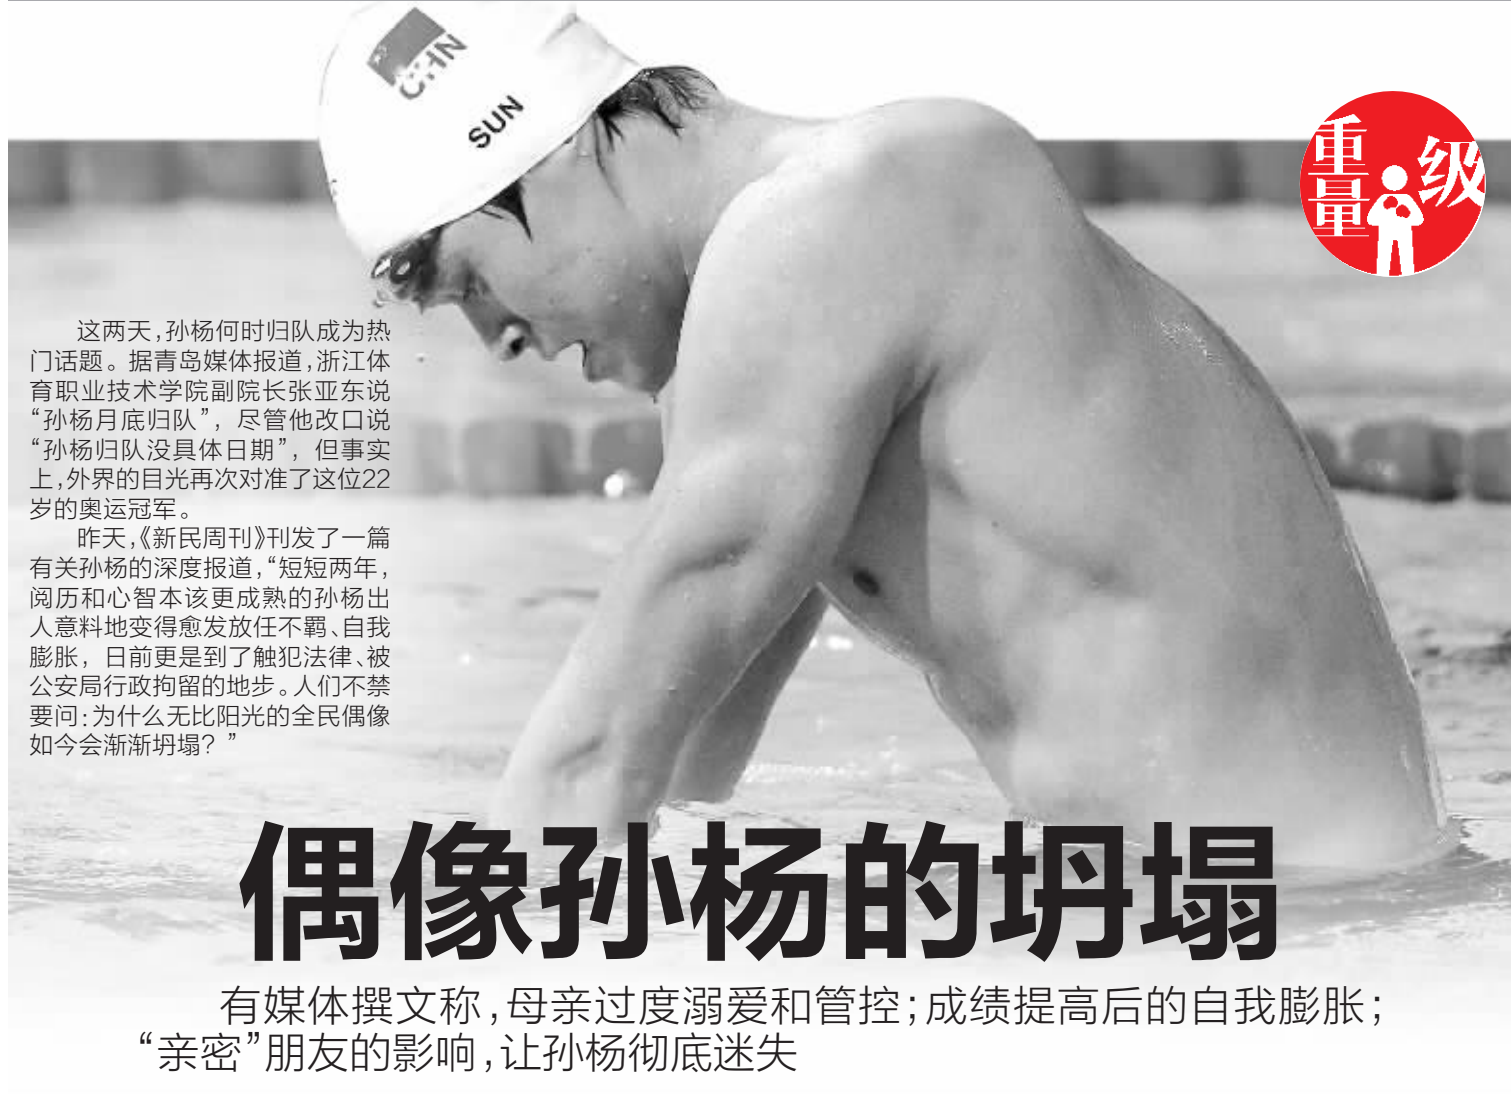 CHN
SUN
重量级
这两天,孙杨何时归队成为热
门话题。据青岛媒体报道,浙江体
育职业技术学院副院长张亚东说
“孙杨月底归队”，尽管他改口说
“孙杨归队没具体日期”，但事实
上,外界的目光再次对准了这位22
岁的奥运冠军。
昨天,《新民周刊》刊发了一篇
有关孙杨的深度报道,“短短两年,
阅历和心智本该更成熟的孙杨出
人意料地变得愈发放任不羁、自我
膨胀，日前更是到了触犯法律、被
公安局行政拘留的地步。人们不禁
要问:为什么无比阳光的全民偶像
如今会渐渐坍塌？”
偶像孙杨的坍塌
有媒体撰文称,母亲过度溺爱和管控;成绩提高后的自我膨胀;
“亲密”朋友的影响,让孙杨彻底迷失